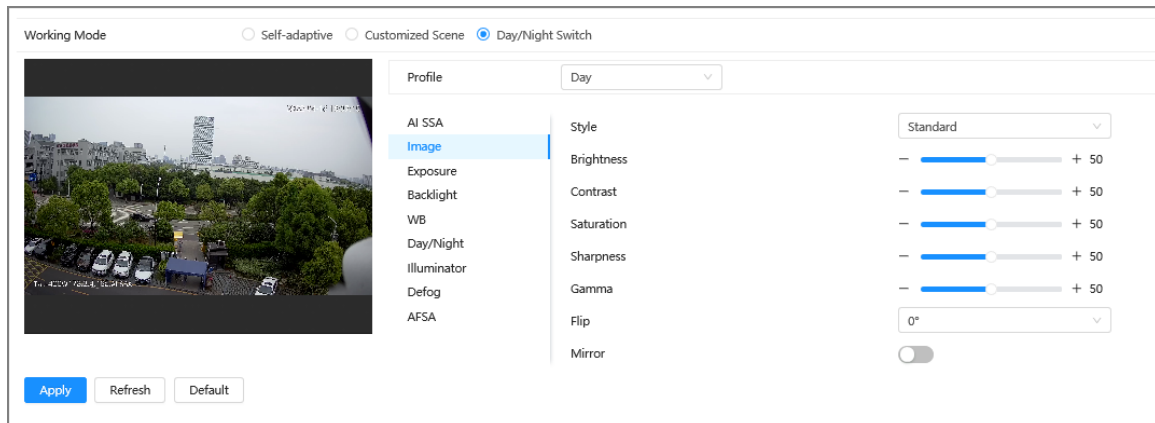 Working Mode Self-adaptive Customized Scene Day/Night Switch
Profile Day
AI SSA
Image
Exposure
Backlight
WB
Day/Night
Illuminator
Defog
AFSA
Style Standard
Brightness − + 50
Contrast − + 50
Saturation − + 50
Sharpness − + 50
Gamma − + 50
Flip 0°
Mirror
Apply Refresh Default